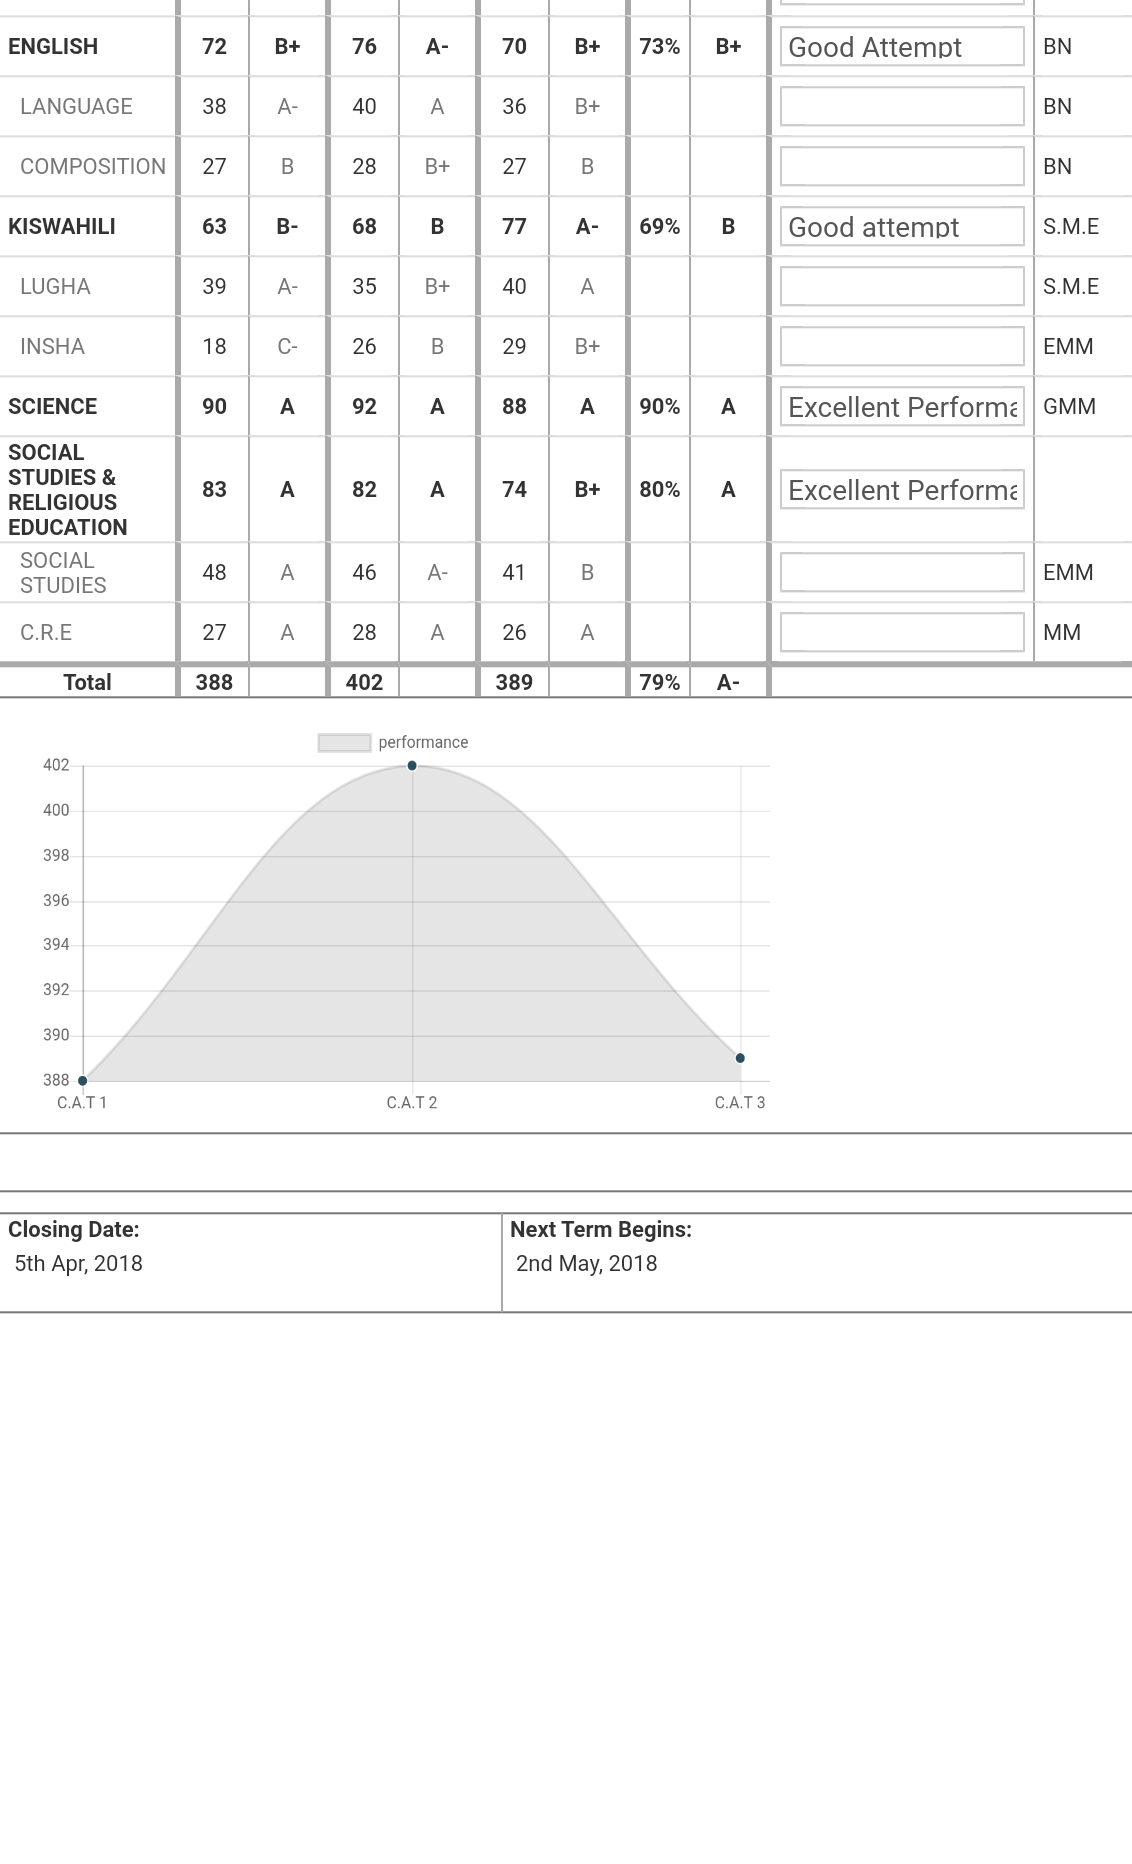 ENGLISH 72 B+ 76 A- 70 B+ 73% B+ Good Attempt BN
LANGUAGE 38 A- 40 A 36 B+ BN
COMPOSITION 27 B 28 B+ 27 B BN
KISWAHILI 63 B- 68 B 77 A- 69% B Good attempt S.M.E
LUGHA 39 A- 35 B+ 40 A S.M.E
INSHA 18 C- 26 B 29 B+ EMM
SCIENCE 90 A 92 A 88 A 90% A Excellent Performa GMM
SOCIAL
STUDIES &
RELIGIOUS
EDUCATION
83 A 82 A 74 B+ 80% A Excellent Performa
SOCIAL
STUDIES
48 A 46 A- 41 B EMM
C.R.E 27 A 28 A 26 A MM
Total 388 402 389 79% A-
performance
402
400
398
396
394
392
390
388
C.A.T 1 C.A.T 2 C.A.T 3
Closing Date: Next Term Begins:
5th Apr, 2018 2nd May, 2018